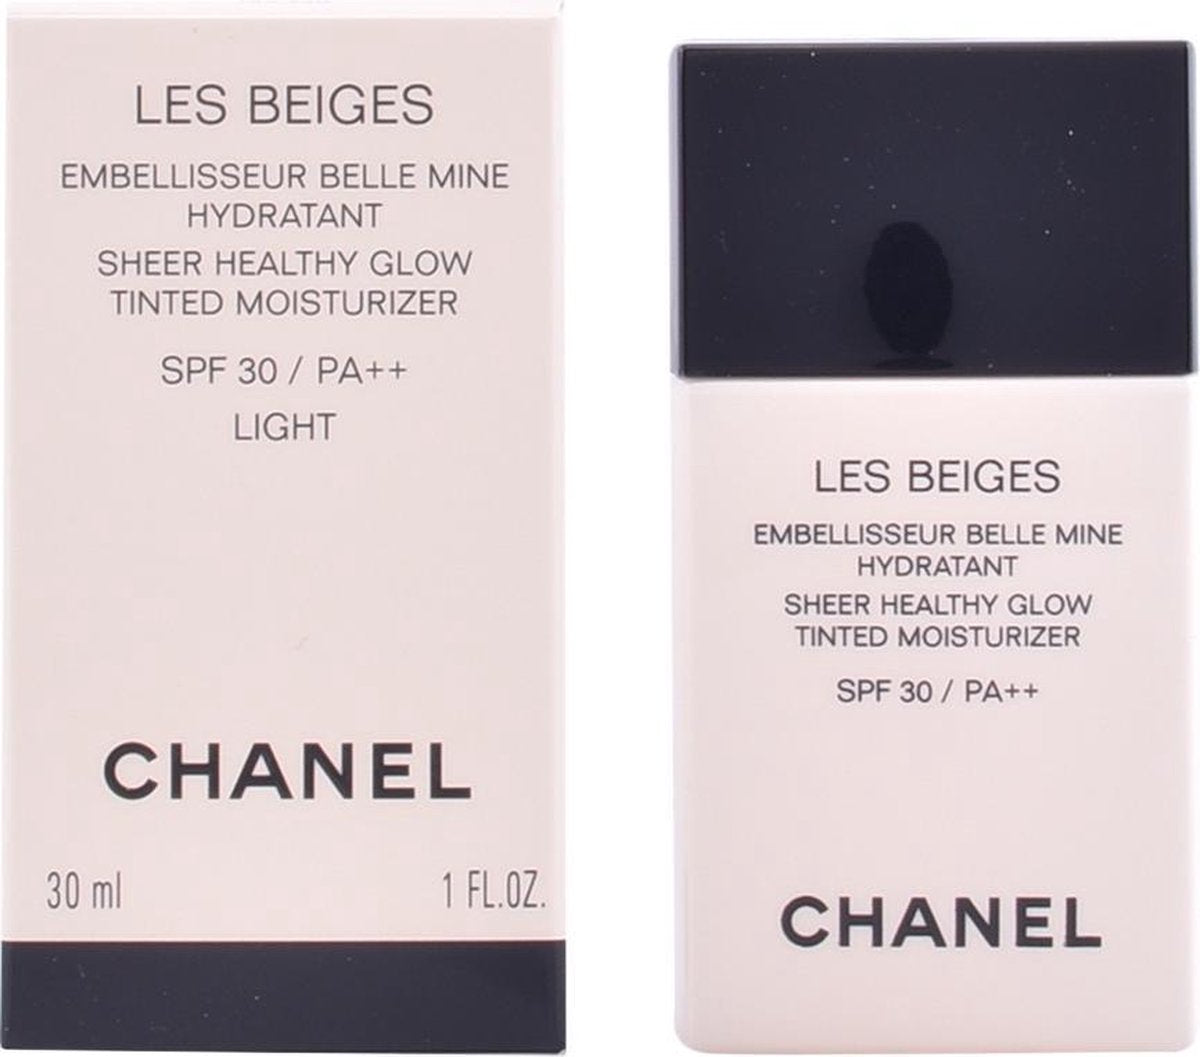 LES BEIGES
EMBELLISSEUR BELLE MINE
HYDRATANT
SHEER HEALTHY GLOW
TINTED MOISTURIZER
SPF 30 / PA++
LIGHT
CHANEL
30 ml 1 FL.OZ.
LES BEIGES
EMBELLISSEUR BELLE MINE
HYDRATANT
SHEER HEALTHY GLOW
TINTED MOISTURIZER
SPF 30 / PA++
CHANEL